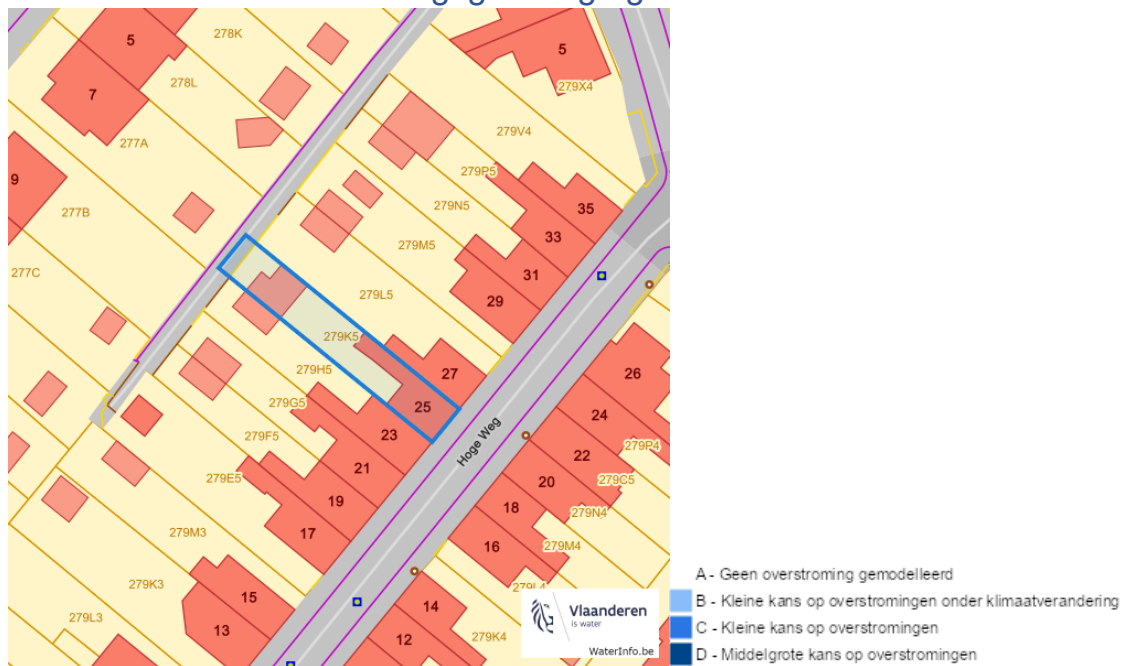 5
278K
5
278L
7
279X4
277A
279V4
279P5
9
279N5
35
277B
33
279M5
31
277C
279L5
29
279K5
26
279H5
27
25
24
279G5
23
279P4
279F5
Hoge Weg
22
21
279E5
20
279C5
19
18
279N4
17
16
279M4
279M3
279K3
279L4
15
14
279L3
13
12
279K4
Vlaanderen
is water
WaterInfo.be
A - Geen overstroming gemodelleerd
B - Kleine kans op overstromingen onder klimaatverandering
C - Kleine kans op overstromingen
D - Middelgrote kans op overstromingen